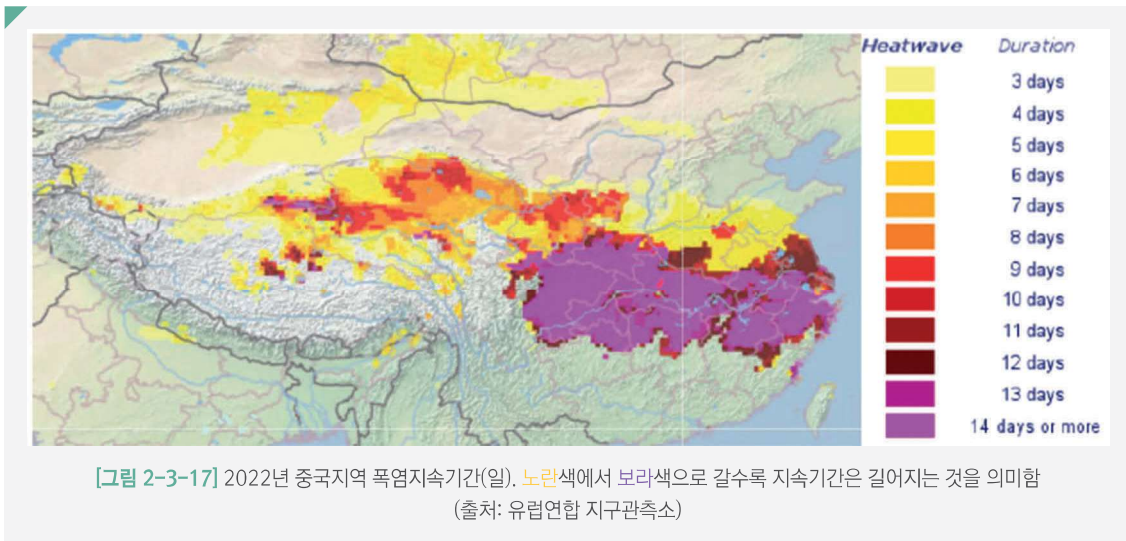 Heatwave Duration
3 days
4 days
5 days
6 days
7 days
8 days
9 days
10 days
11 days
12 days
13 days
14 days or more
[그림 2-3-17] 2022년 중국지역 폭염지속기간(일). 노란색에서 보라색으로 갈수록 지속기간은 길어지는 것을 의미함
(출처: 유럽연합 지구관측소)